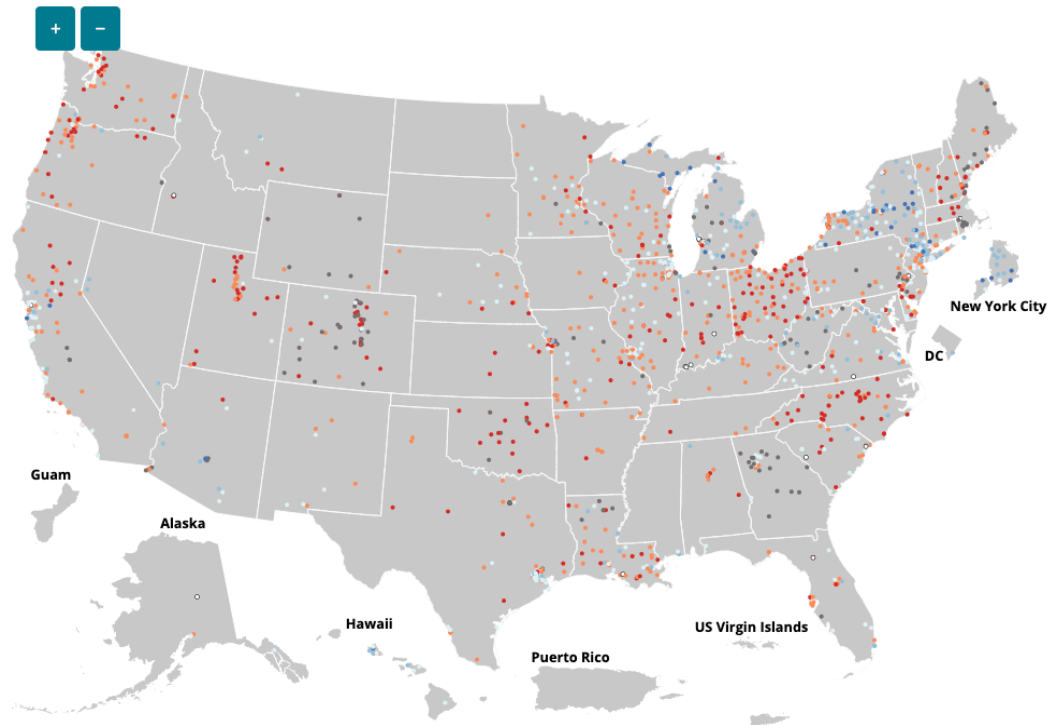 + −
New York City
DC
Guam
Alaska
Hawaii
US Virgin Islands
Puerto Rico